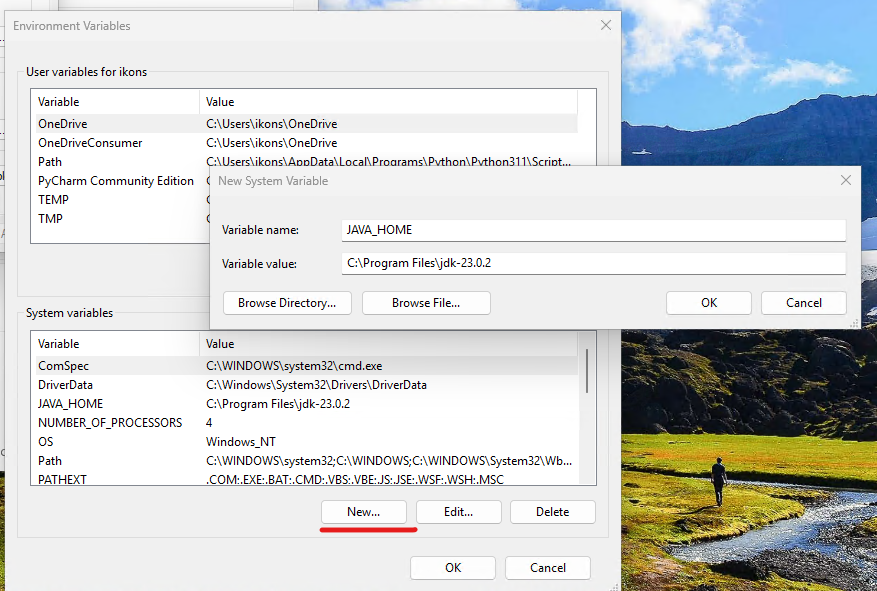 Environment Variables
User variables for ikons
Variable Value
OneDrive C:\Users\ikons\OneDrive
OneDriveConsumer C:\Users\ikons\OneDrive
Path C:\Users\ikons\AppData\Local\Programs\Python\Python311\Script...
PyCharm Community Edition
TEMP
TMP
New System Variable
Variable name: JAVA_HOME
Variable value: C:\Program Files\jdk-23.0.2
Browse Directory... Browse File... OK Cancel
System variables
Variable Value
ComSpec C:\WINDOWS\system32\cmd.exe
DriverData C:\Windows\System32\Drivers\DriverData
JAVA_HOME C:\Program Files\jdk-23.0.2
NUMBER_OF_PROCESSORS 4
OS Windows_NT
Path C:\WINDOWS\system32;C:\WINDOWS;C:\WINDOWS\System32\Wb...
PATHEXT .COM;.EXE;.BAT;.CMD;.VBS;.VBE;.JS;.JSE;.WSF;.WSH;.MSC
New... Edit... Delete
OK Cancel